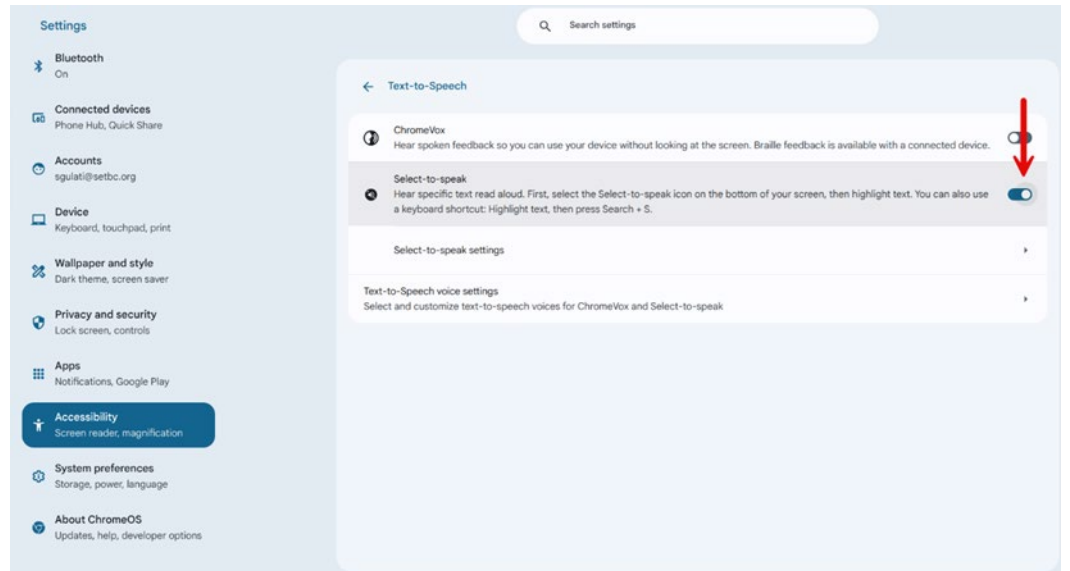 Settings
Search settings
Bluetooth
On
Connected devices
Phone Hub, Quick Share
Accounts
sgulati@setbc.org
Device
Keyboard, touchpad, print
Wallpaper and style
Dark theme, screen saver
Privacy and security
Lock screen, controls
Apps
Notifications, Google Play
Accessibility
Screen reader, magnification
System preferences
Storage, power, language
About ChromeOS
Updates, help, developer options
Text-to-Speech
ChromeVox
Hear spoken feedback so you can use your device without looking at the screen. Braille feedback is available with a connected device.
Select-to-speak
Hear specific text read aloud. First, select the Select-to-speak icon on the bottom of your screen, then highlight text. You can also use
a keyboard shortcut: Highlight text, then press Search + S.
Select-to-speak settings
Text-to-Speech voice settings
Select and customize text-to-speech voices for ChromeVox and Select-to-speak